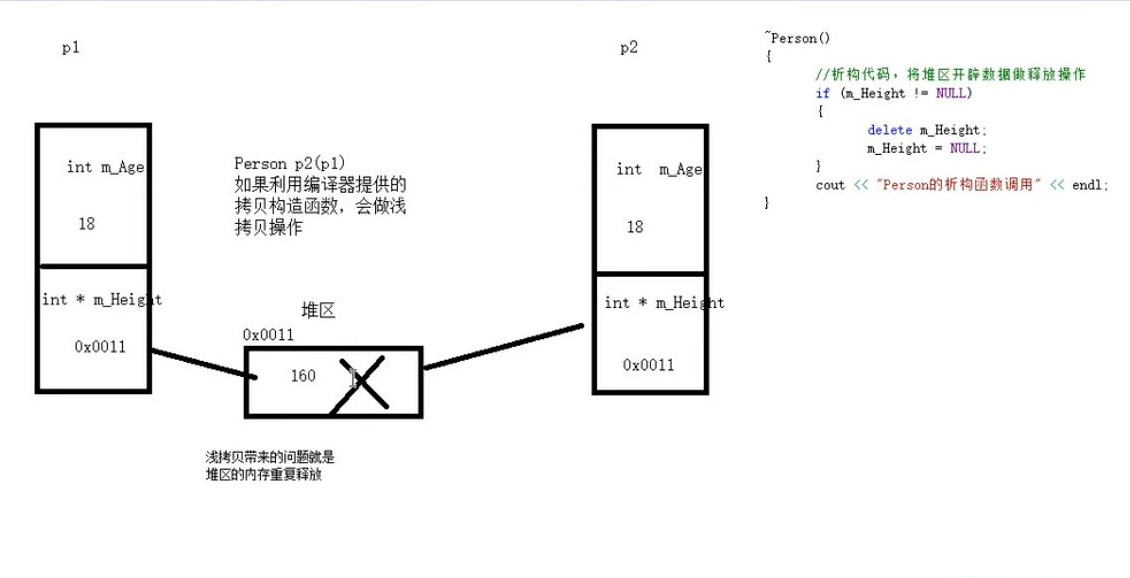 p1
int m_Age
18
int * m_Height
0x0011
Person p2(p1)
如果利用编译器提供的
拷贝构造函数，会做浅
拷贝操作
堆区
0x0011
160
浅拷贝带来的问题就是
堆区的内存重复释放
p2
int m_Age
18
int * m_Height
0x0011
~Person()
{
//析构代码，将堆区开辟数据做释放操作
if (m_Height != NULL)
{
delete m_Height;
m_Height = NULL;
}
cout << "Person的析构函数调用" << endl;
}